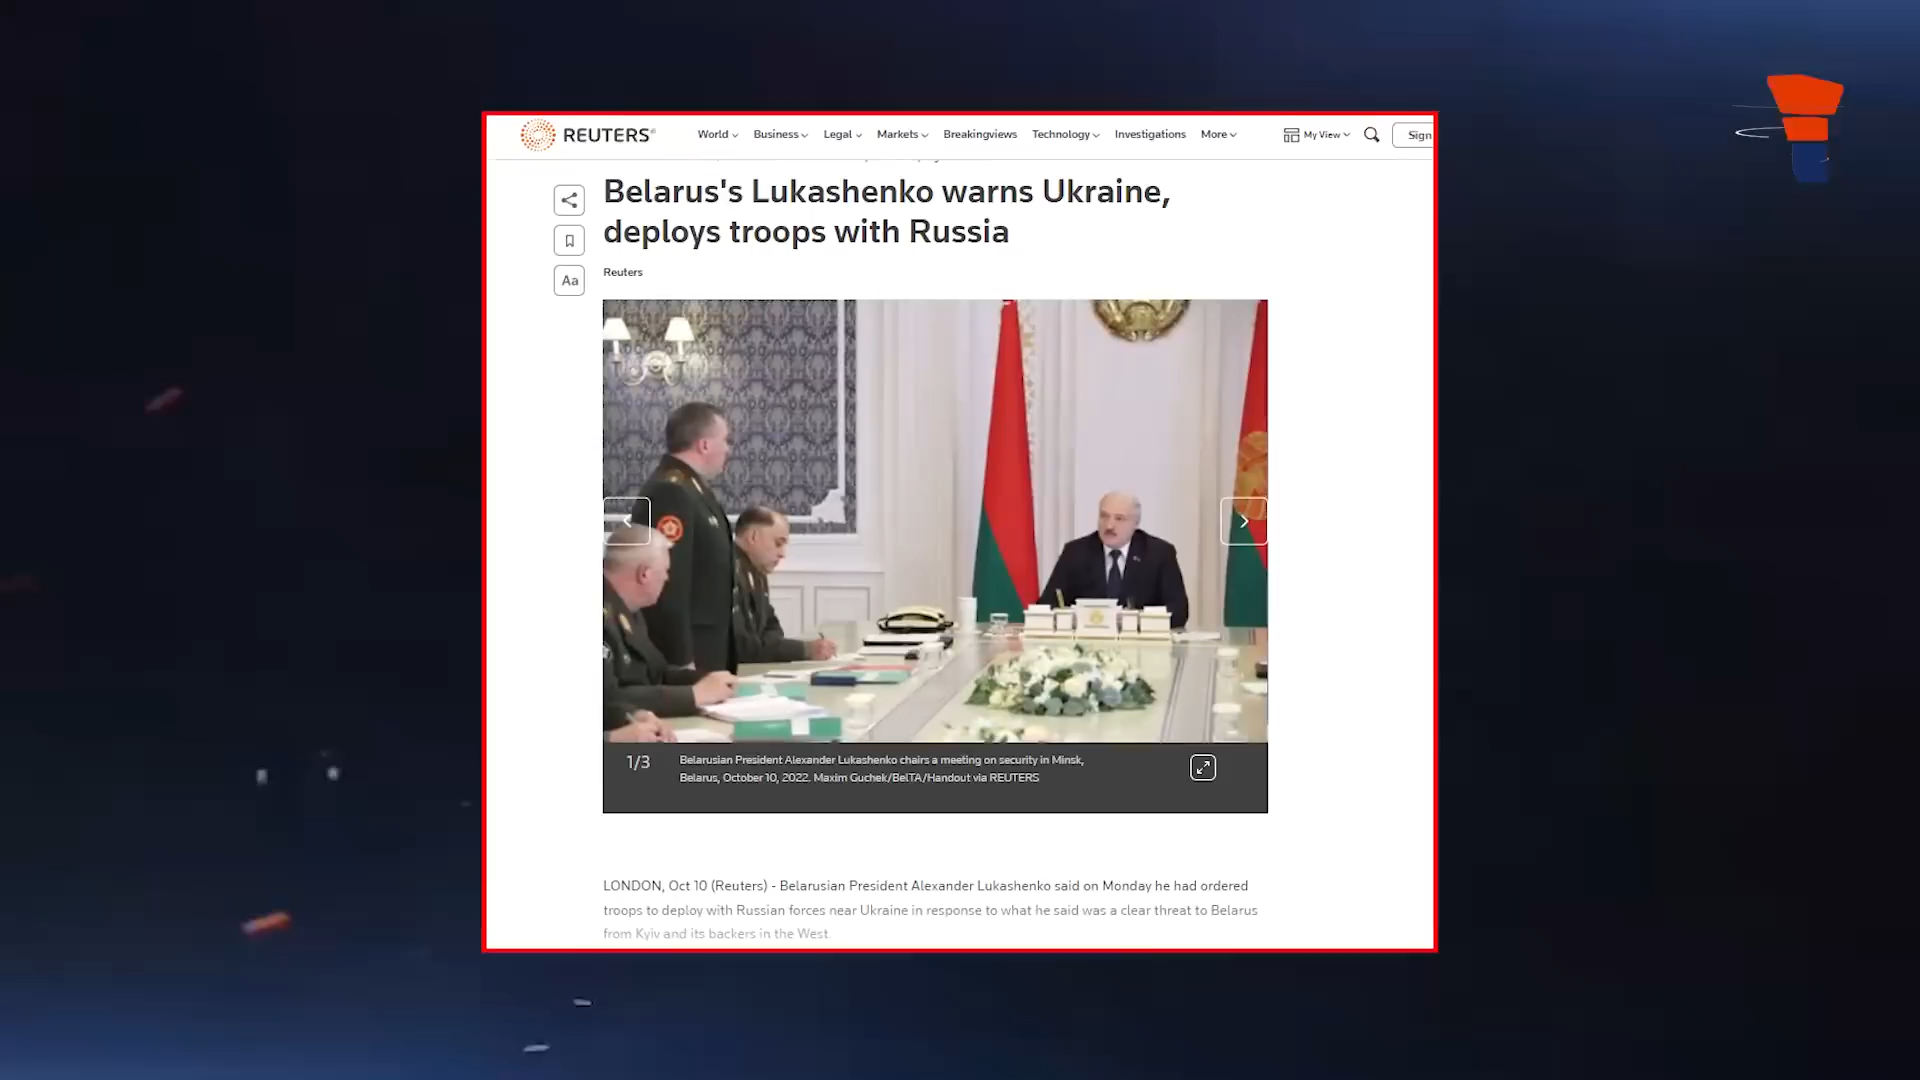 REUTERS
World Business Legal Markets Breakingviews Technology Investigations More My View Sign
Belarus's Lukashenko warns Ukraine,
deploys troops with Russia
Aa
Reuters
1/3
Belarusian President Alexander Lukashenko chairs a meeting on security in Minsk,
Belarus, October 10, 2022. Maxim Guchek/BelTA/Handout via REUTERS
LONDON, Oct 10 (Reuters) - Belarusian President Alexander Lukashenko said on Monday he had ordered
troops to deploy with Russian forces near Ukraine in response to what he said was a clear threat to Belarus
from Kyiv and its backers in the West.